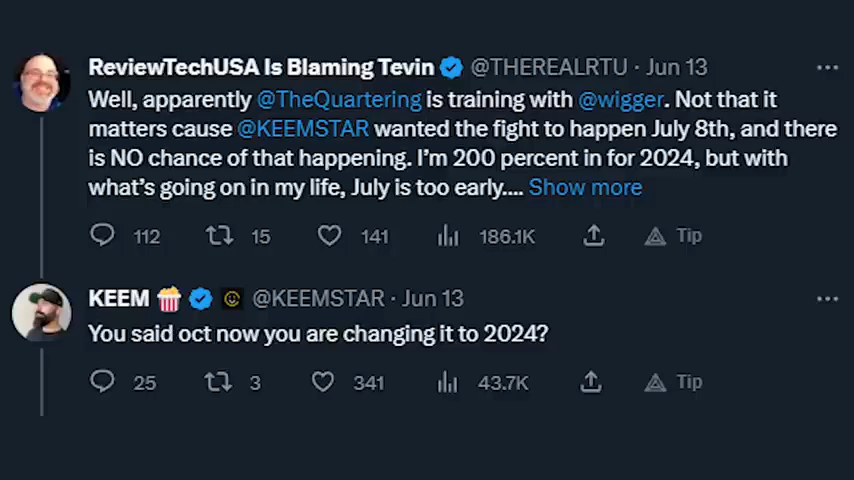 ReviewTechUSA Is Blaming Tevin @THEREALRTU · Jun 13
Well, apparently @TheQuartering is training with @wigger. Not that it
matters cause @KEEMSTAR wanted the fight to happen July 8th, and there
is NO chance of that happening. I'm 200 percent in for 2024, but with
what's going on in my life, July is too early.... Show more
112 15 141 186.1K Tip
KEEM 🍿 @KEEMSTAR · Jun 13
You said oct now you are changing it to 2024?
25 3 341 43.7K Tip